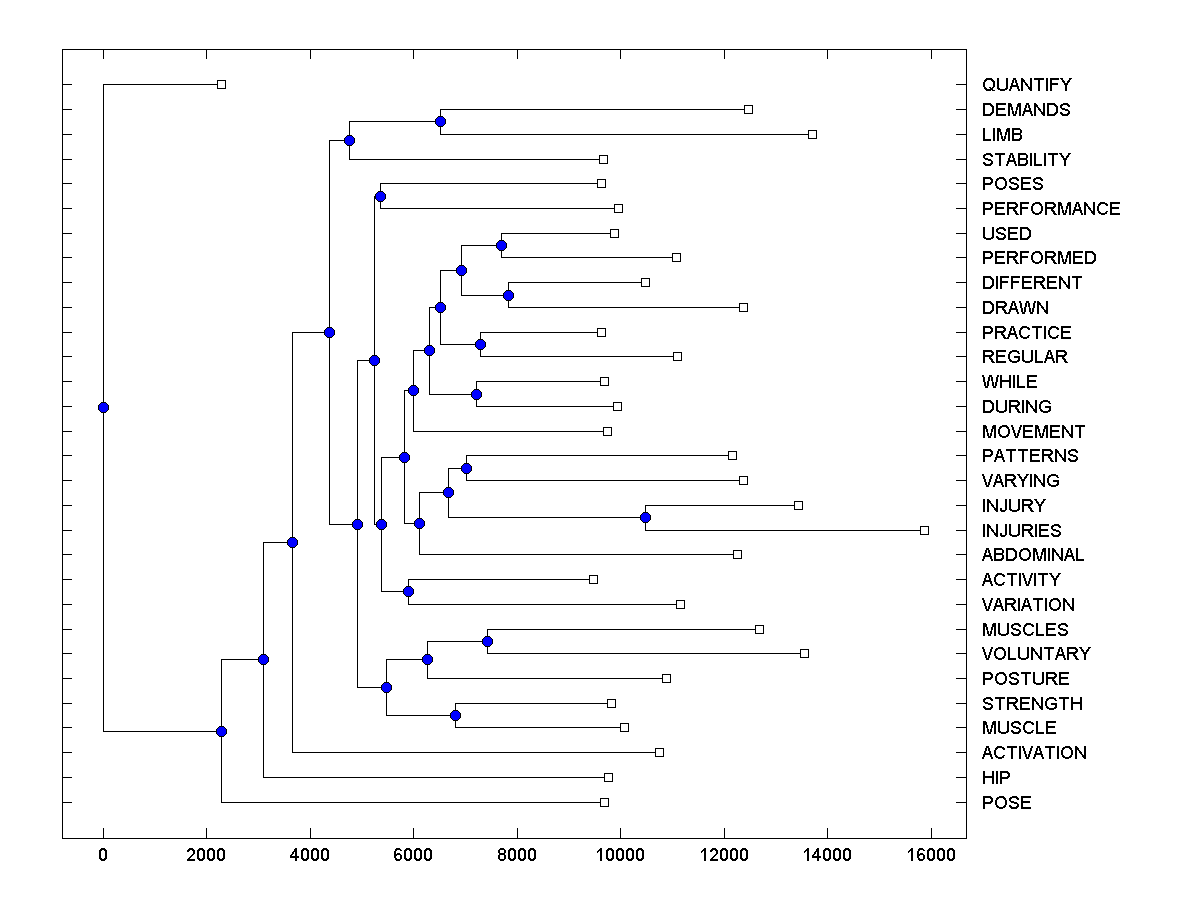 QUANTIFY
DEMANDS
LIMB
STABILITY
POSES
PERFORMANCE
USED
PERFORMED
DIFFERENT
DRAWN
PRACTICE
REGULAR
WHILE
DURING
MOVEMENT
PATTERNS
VARYING
INJURY
INJURIES
ABDOMINAL
ACTIVITY
VARIATION
MUSCLES
VOLUNTARY
POSTURE
STRENGTH
MUSCLE
ACTIVATION
HIP
POSE
0 2000 4000 6000 8000 10000 12000 14000 16000